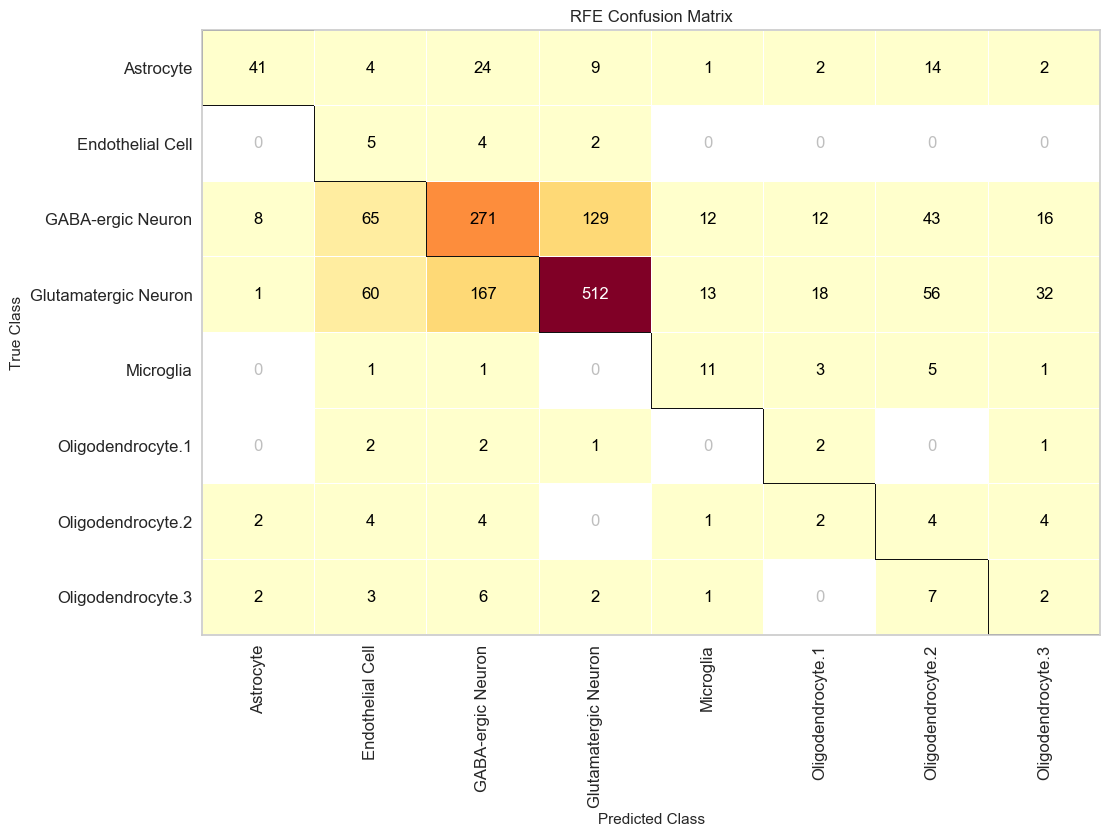 RFE Confusion Matrix
Astrocyte 41 4 24 9 1 2 14 2
Endothelial Cell 0 5 4 2 0 0 0 0
GABA-ergic Neuron 8 65 271 129 12 12 43 16
Glutamatergic Neuron 1 60 167 512 13 18 56 32
Microglia 0 1 1 0 11 3 5 1
Oligodendrocyte.1 0 2 2 1 0 2 0 1
Oligodendrocyte.2 2 4 4 0 1 2 4 4
Oligodendrocyte.3 2 3 6 2 1 0 7 2
True Class
Astrocyte
Endothelial Cell
GABA-ergic Neuron
Glutamatergic Neuron
Microglia
Oligodendrocyte.1
Oligodendrocyte.2
Oligodendrocyte.3
Predicted Class